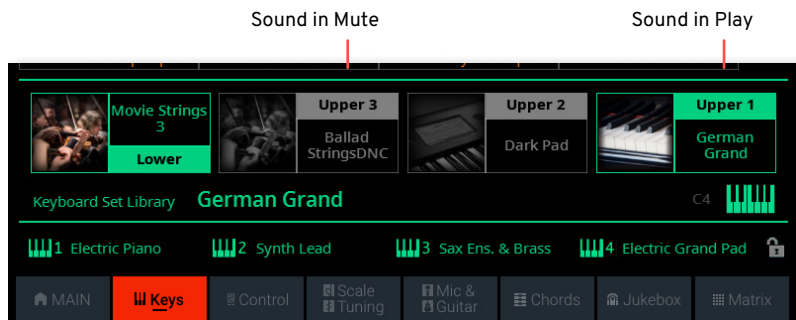 Sound in Mute
Sound in Play
Movie Strings
3
Lower
Upper 3
Ballad
StringsDNC
Upper 2
Dark Pad
Upper 1
German
Grand
Keyboard Set Library German Grand C4
1 Electric Piano 2 Synth Lead 3 Sax Ens. & Brass 4 Electric Grand Pad
MAIN
Keys
Control
Scale
Tuning
Mic &
Guitar
Chords
Jukebox
Matrix